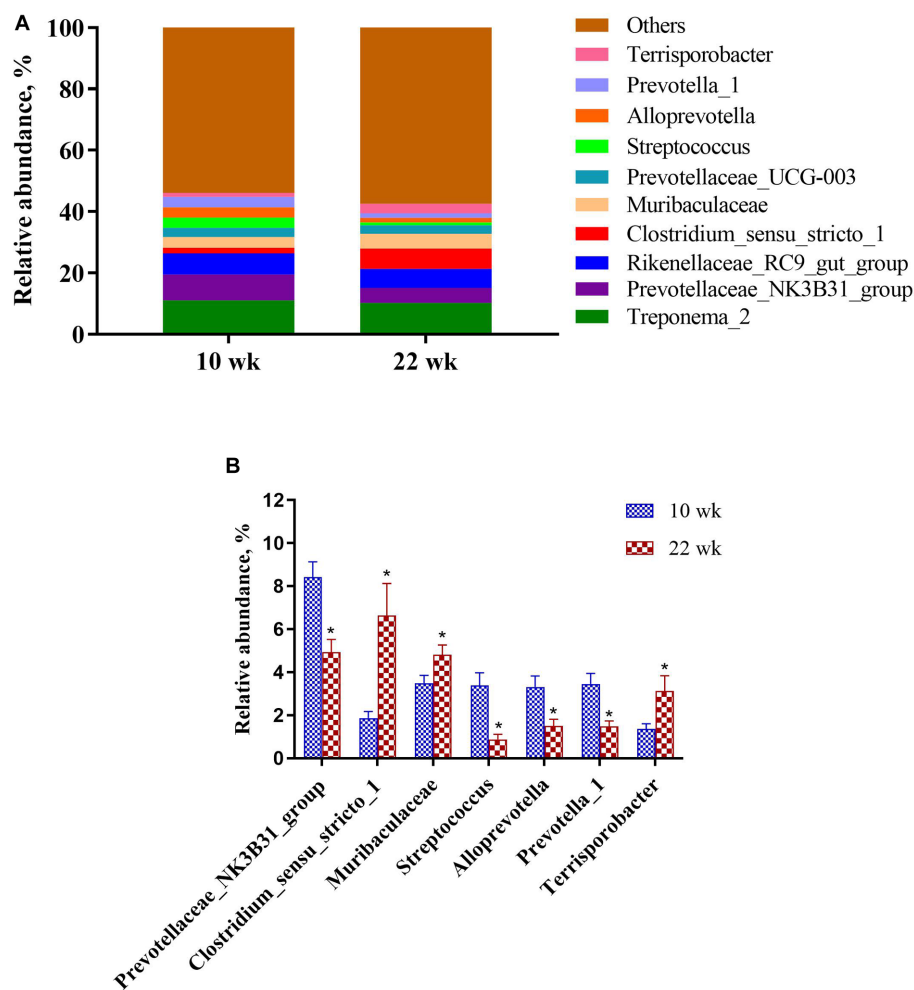 A
Relative abundance, %
100
80
60
40
20
0
10 wk
22 wk
Others
Terrisporobacter
Prevotella_1
Alloprevotella
Streptococcus
Prevotellaceae_UCG-003
Muribaculaceae
Clostridium_sensu_stricto_1
Rikenellaceae_RC9_gut_group
Prevotellaceae_NK3B31_group
Treponema_2
B
Relative abundance, %
12
10
8
6
4
2
0
10 wk
22 wk
*
*
*
*
*
*
*
Prevotellaceae_NK3B31_group
Clostridium_sensu_stricto_1
Muribaculaceae
Streptococcus
Alloprevotella
Prevotella_1
Terrisporobacter